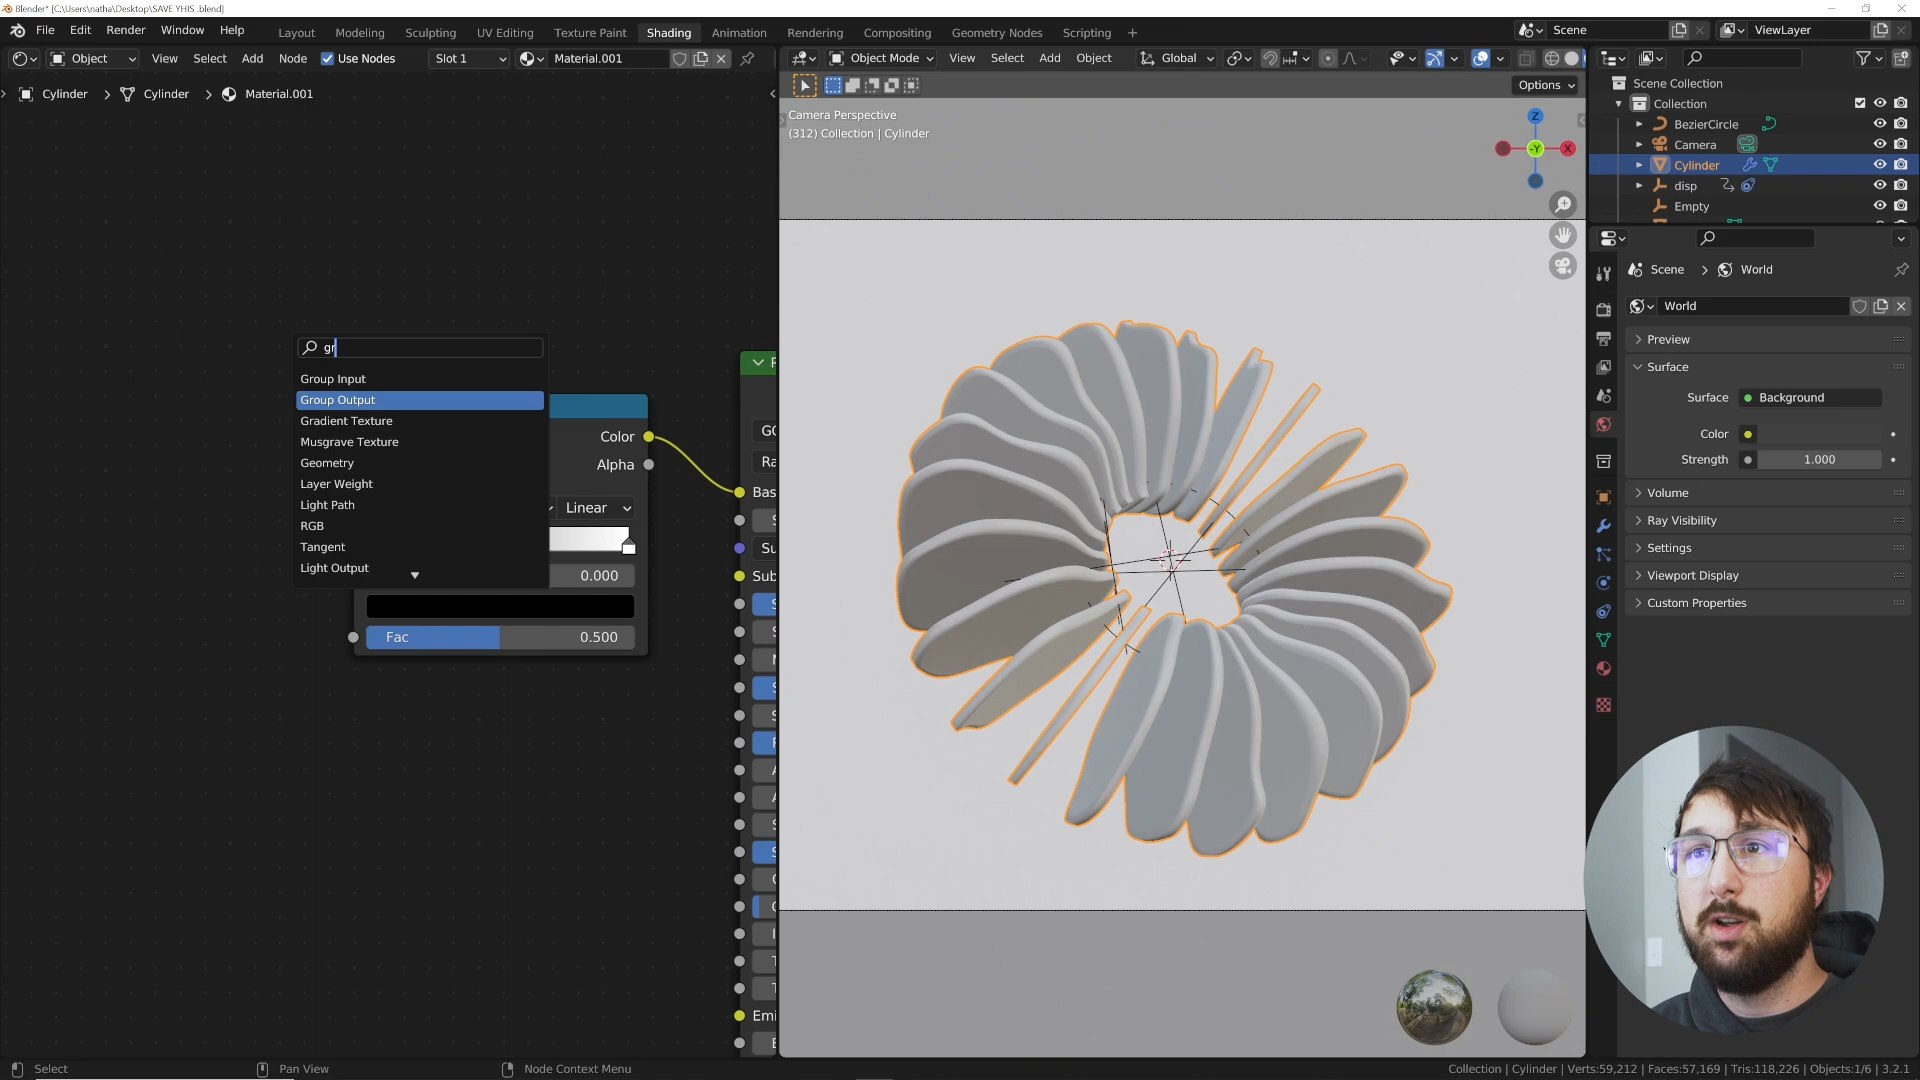 Blender* [C:\Users\natha\Desktop\SAVE YHIS .blend]
File Edit Render Window Help Layout Modeling Sculpting UV Editing Texture Paint Shading Animation Rendering Compositing Geometry Nodes Scripting + Scene ViewLayer
Object View Select Add Node Use Nodes Slot 1 Material.001
Object Mode View Select Add Object Global
Options
Cylinder > Cylinder > Material.001
Camera Perspective
(312) Collection | Cylinder
Z
-Y
X
gr
Group Input
Group Output
Gradient Texture
Musgrave Texture
Geometry
Layer Weight
Light Path
RGB
Tangent
Light Output
Color
Alpha
Linear
0.000
Fac 0.500
Bas
Sub
Emi
Scene Collection
Collection
BezierCircle
Camera
Cylinder
disp
Empty
Scene > World
World
Preview
Surface
Surface Background
Color
Strength 1.000
Volume
Ray Visibility
Settings
Viewport Display
Custom Properties
Select Pan View Node Context Menu Collection | Cylinder | Verts:59,212 | Faces:57,169 | Tris:118,226 | Objects:1/6 | 3.2.1